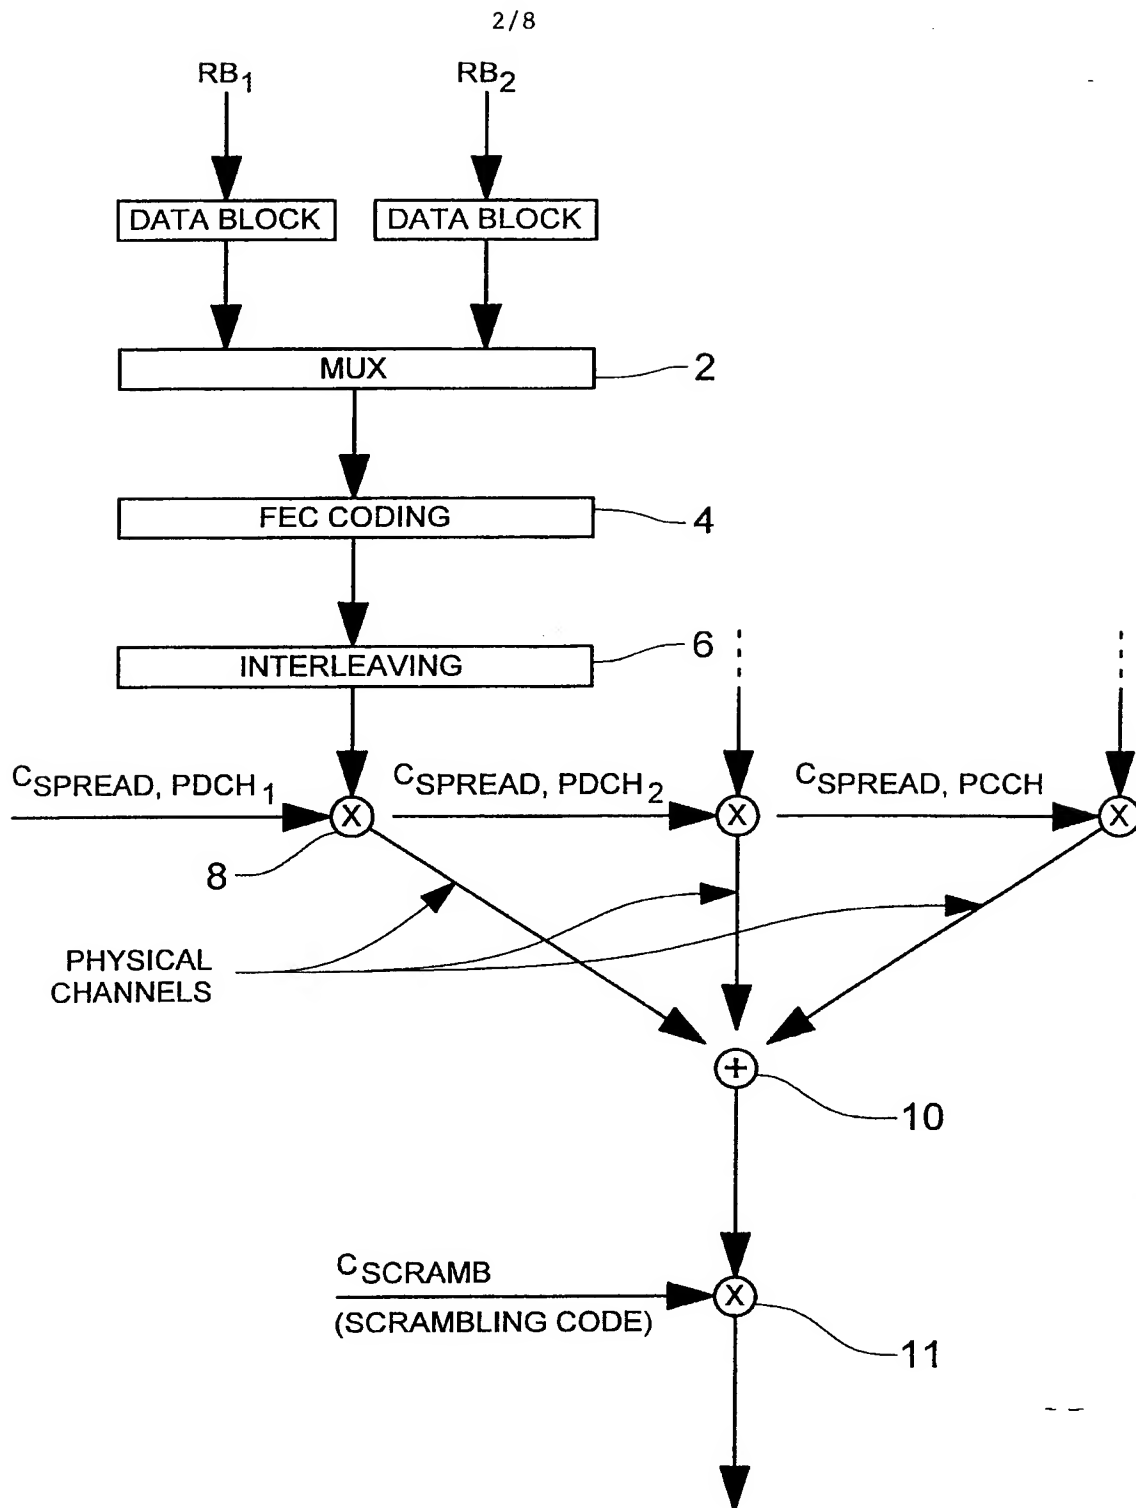 2/8
RB1 RB2
DATA BLOCK DATA BLOCK
MUX 2
FEC CODING 4
INTERLEAVING 6
CSPREAD, PDCH1 X CSPREAD, PDCH2 X CSPREAD, PCCH X
8
PHYSICAL
CHANNELS
+
10
CSCRAMB
X
(SCRAMBLING CODE)
11